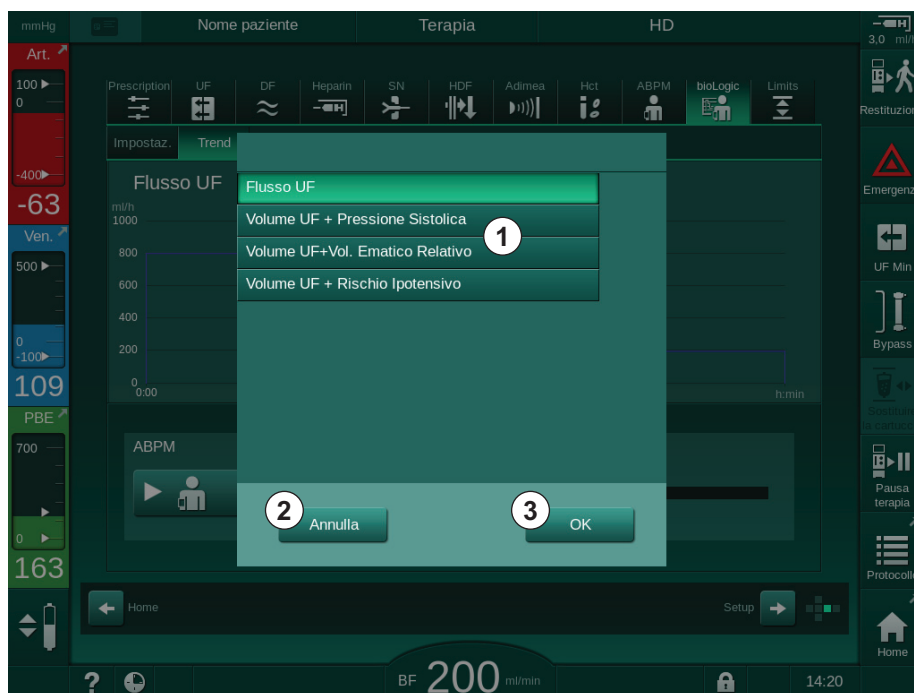 mmHg
Nome paziente
Terapia
HD
3,0 ml/h
Art.
100
0
-400
-63
Ven.
500
0
-100
109
PBE
700
0
163
Prescription
UF
DF
Heparin
SN
HDF
Adimea
Hct
ABPM
bioLogic
Limits
Impostaz.
Trend
Flusso UF
ml/h
1000
800
600
400
200
0
0:00
h:min
Flusso UF
Volume UF + Pressione Sistolica
Volume UF+Vol. Ematico Relativo
Volume UF + Rischio Ipotensivo
1
2
Annulla
3
OK
ABPM
Home
Setup
Emergenz
UF Min
Bypass
Sostituire
la cartucc
Pausa
terapia
Protocollo
Home
Restituzion
?
BF 200 ml/min
14:20